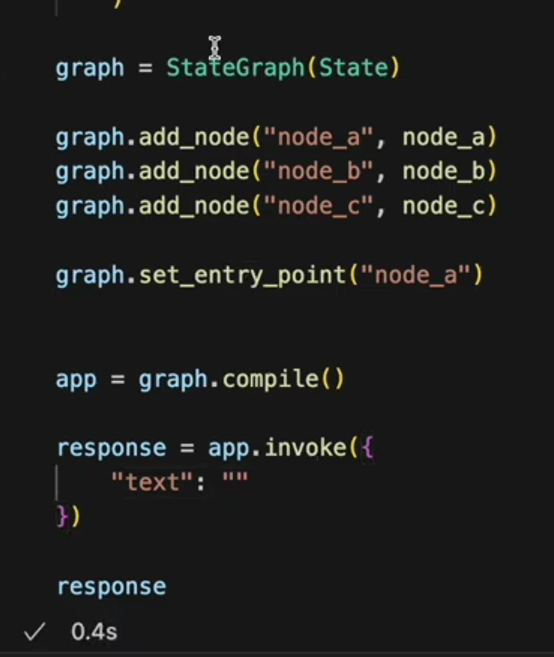 )
graph = StateGraph(State)
graph.add_node("node_a", node_a)
graph.add_node("node_b", node_b)
graph.add_node("node_c", node_c)
graph.set_entry_point("node_a")
app = graph.compile()
response = app.invoke({
    "text": ""
})
response
✓ 0.4s